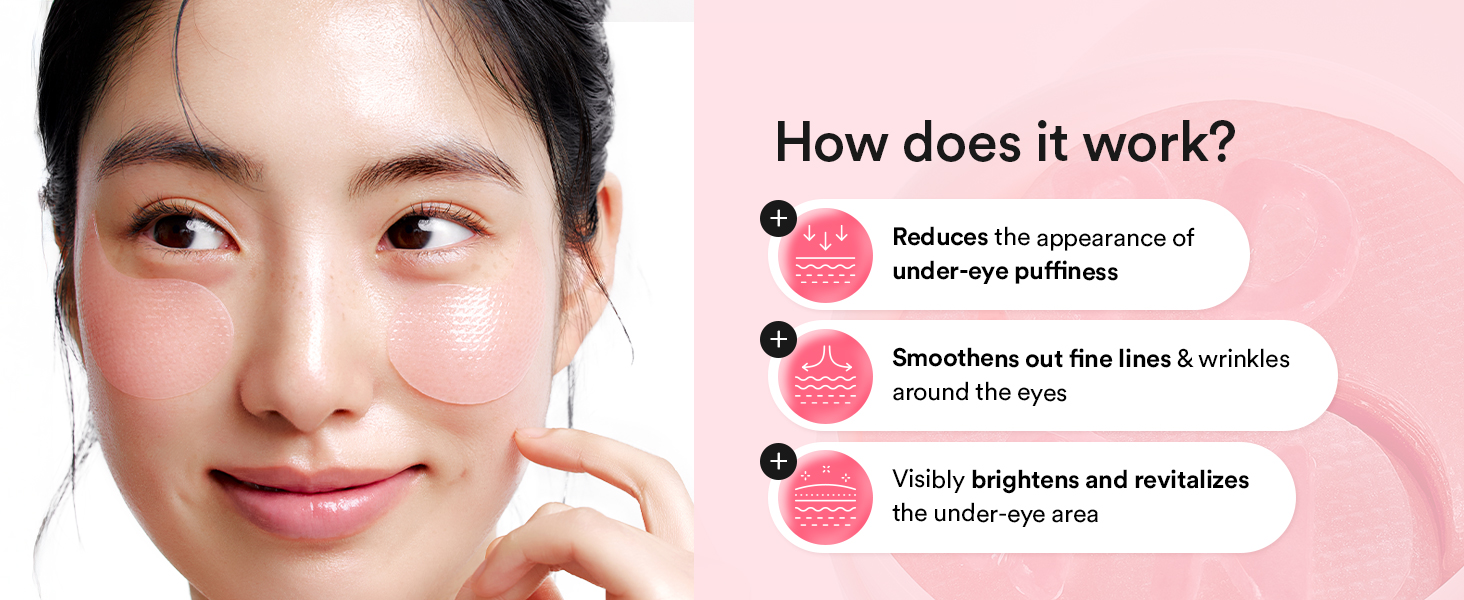 How does it work?
Reduces the appearance of
under-eye puffiness
Smoothens out fine lines & wrinkles
around the eyes
Visibly brightens and revitalizes
the under-eye area